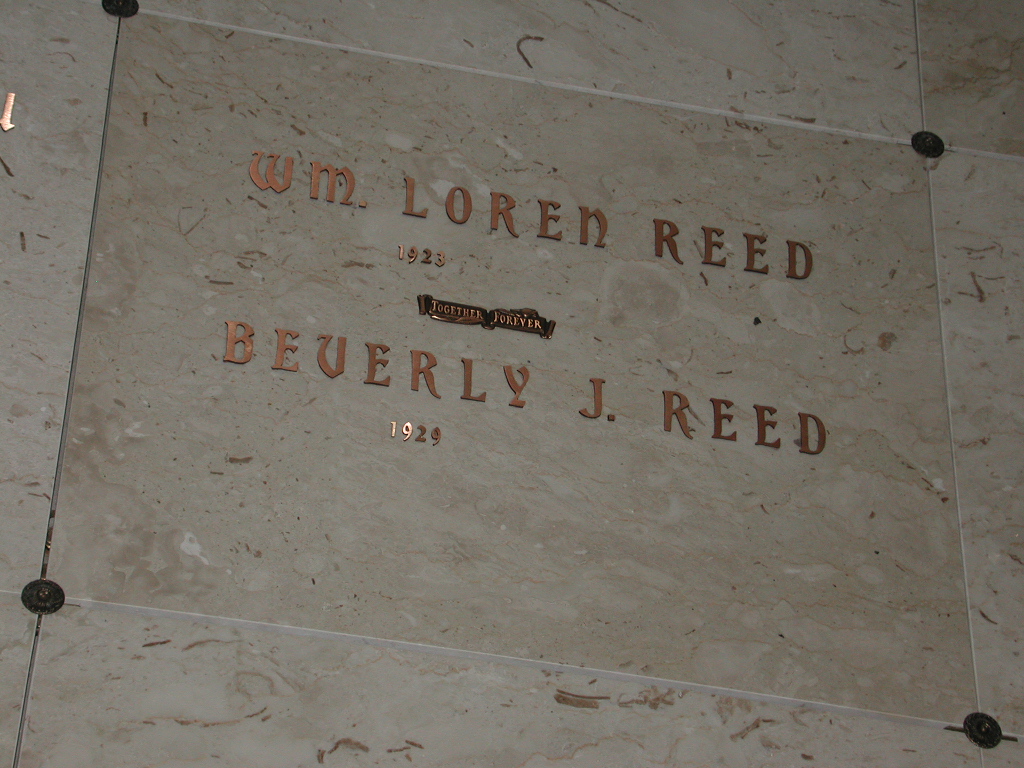 WM. LOREN REED
1923
TOGETHER FOREVER
BEVERLY J. REED
1929